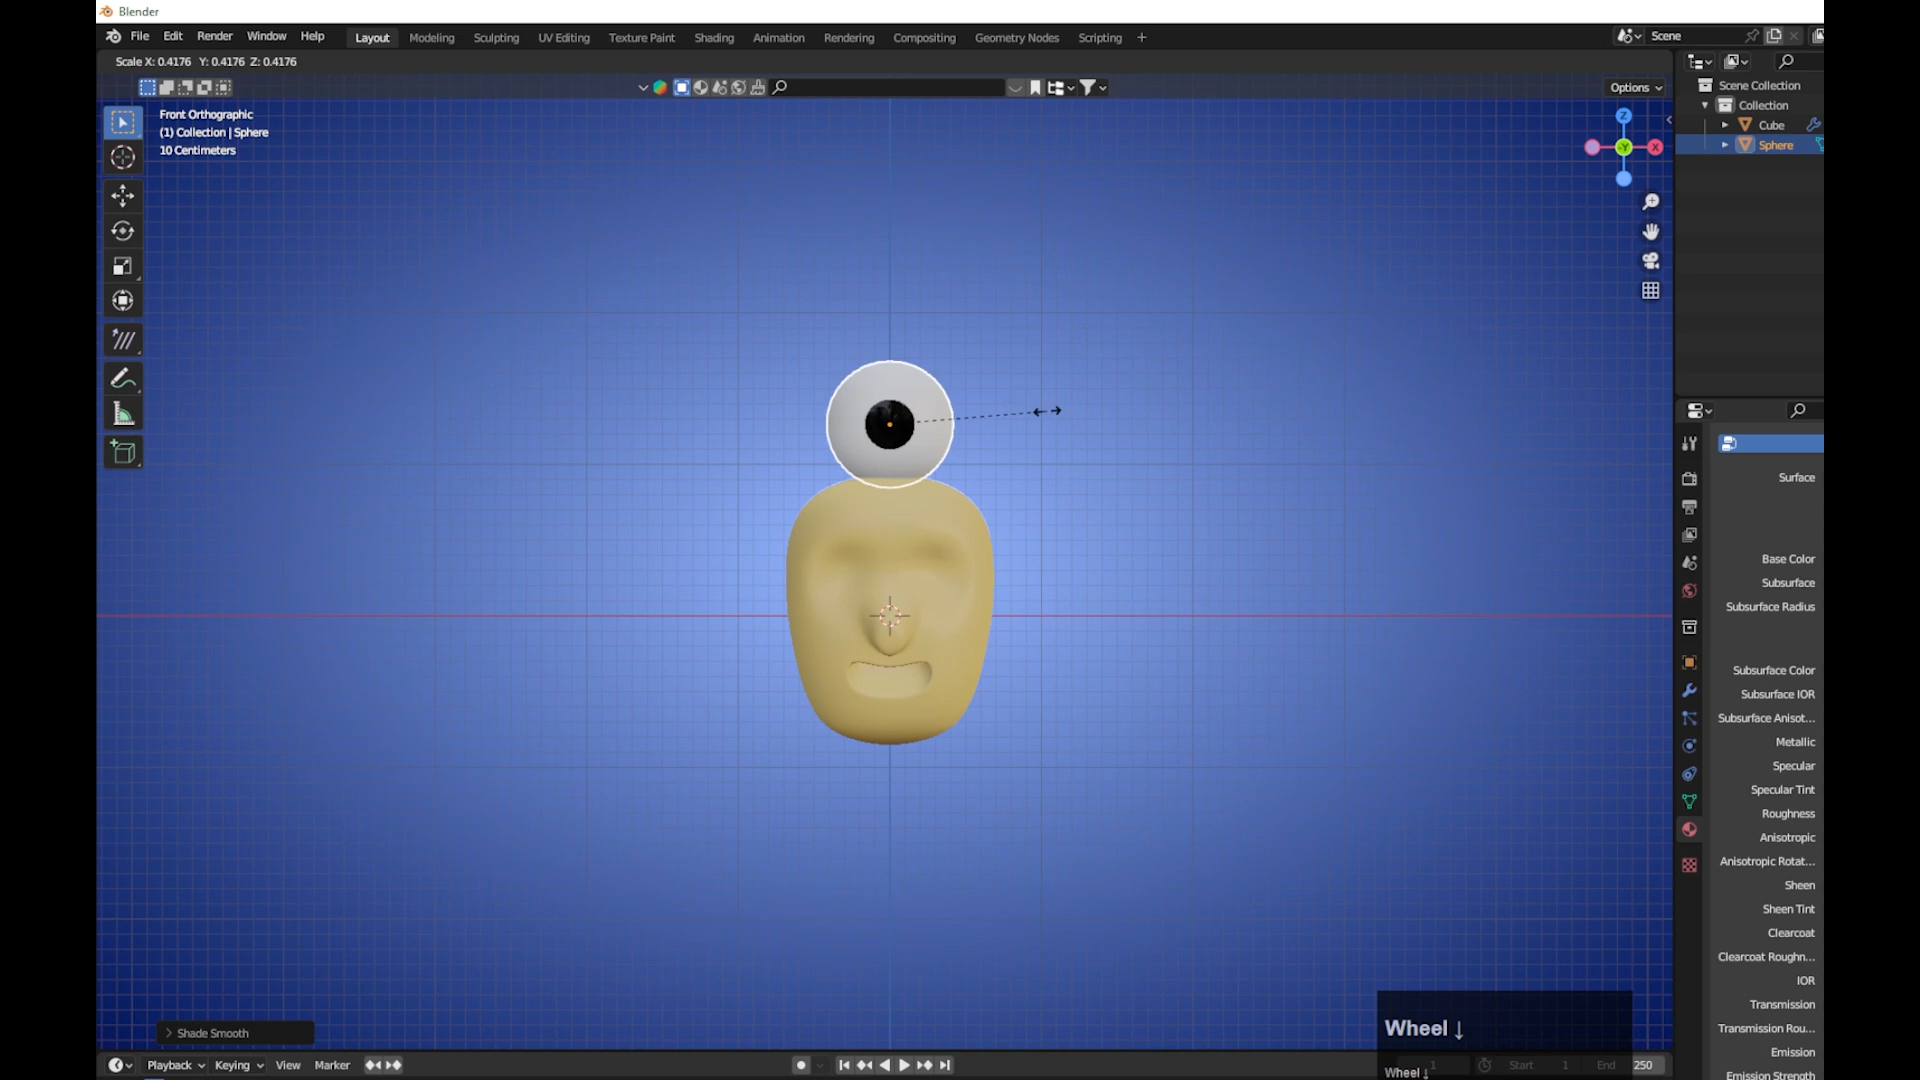 Blender
File Edit Render Window Help Layout Modeling Sculpting UV Editing Texture Paint Shading Animation Rendering Compositing Geometry Nodes Scripting + Scene
Scale X: 0.4176 Y: 0.4176 Z: 0.4176
Options
Front Orthographic
(1) Collection | Sphere
10 Centimeters
Z
-Y
X
Scene Collection
Collection
Cube
Sphere
Surface
Base Color
Subsurface
Subsurface Radius
Subsurface Color
Subsurface IOR
Subsurface Anisot...
Metallic
Specular
Specular Tint
Roughness
Anisotropic
Anisotropic Rotat...
Sheen
Sheen Tint
Clearcoat
Clearcoat Roughn...
IOR
Transmission
Transmission Rou...
Emission
Emission Strength
Shade Smooth
Wheel ↓
Wheel ↓
Playback Keying View Marker 1 Start 1 End 250